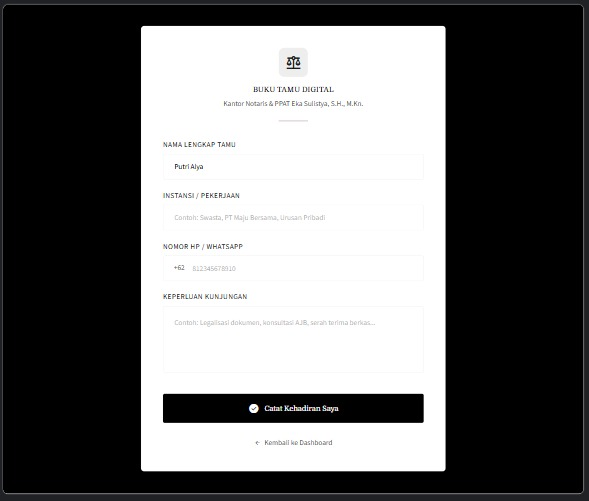 BUKU TAMU DIGITAL
Kantor Notaris & PPAT Eka Sulistya, S.H., M.Kn.
NAMA LENGKAP TAMU
Putri Alya
INSTANSI / PEKERJAAN
Contoh: Swasta, PT Maju Bersama, Urusan Pribadi
NOMOR HP / WHATSAPP
+62 812345678910
KEPERLUAN KUNJUNGAN
Contoh: Legalisasi dokumen, konsultasi AJB, serah terima berkas...
Catat Kehadiran Saya
← Kembali ke Dashboard